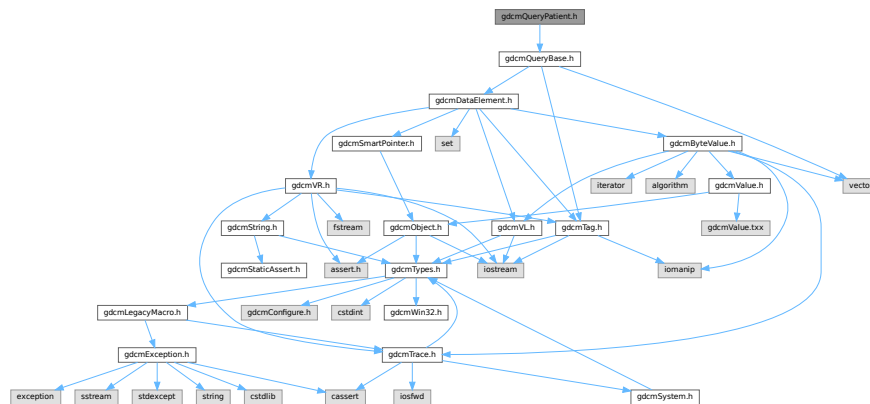 gdcmQueryPatient.h
gdcmQueryBase.h
gdcmDataElement.h
gdcmSmartPointer.h
set
gdcmByteValue.h
gdcmVR.h
iterator
algorithm
gdcmValue.h
vector
gdcmString.h
fstream
gdcmObject.h
gdcmVL.h
gdcmTag.h
gdcmValue.txx
gdcmStaticAssert.h
assert.h
gdcmTypes.h
iostream
iomanip
gdcmLegacyMacro.h
gdcmConfigure.h
cstdint
gdcmWin32.h
gdcmException.h
gdcmTrace.h
exception
sstream
stdexcept
string
cstdlib
cassert
iosfwd
gdcmSystem.h